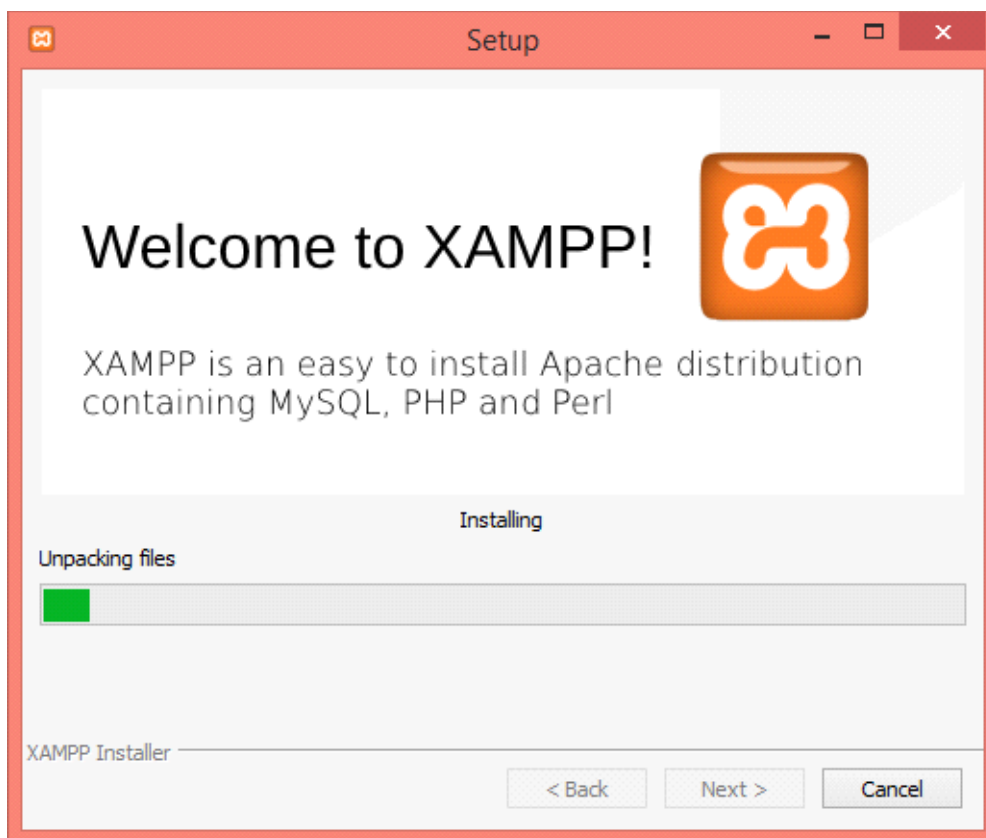 Setup
Welcome to XAMPP!
XAMPP is an easy to install Apache distribution
containing MySQL, PHP and Perl
Installing
Unpacking files
XAMPP Installer
< Back
Next >
Cancel